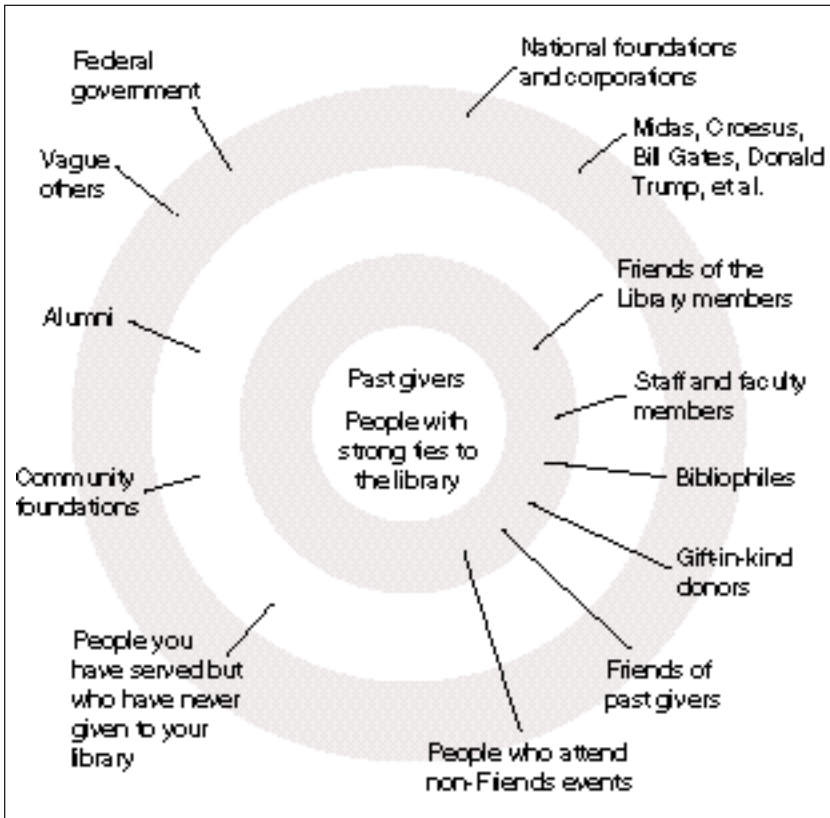 National foundations
and corporations
Federal
government
Midas, Croesus,
Bill Gates, Donald
Trump, et al.
Vague
others
Friends of the
Library members
Alumni
Past givers
People with
strong ties to
the library
Staff and faculty
members
Community
foundations
Bibliophiles
Gift-in-kind
donors
People you
have served but
who have never
given to your
library
Friends of
past givers
People who attend
non-Friends events